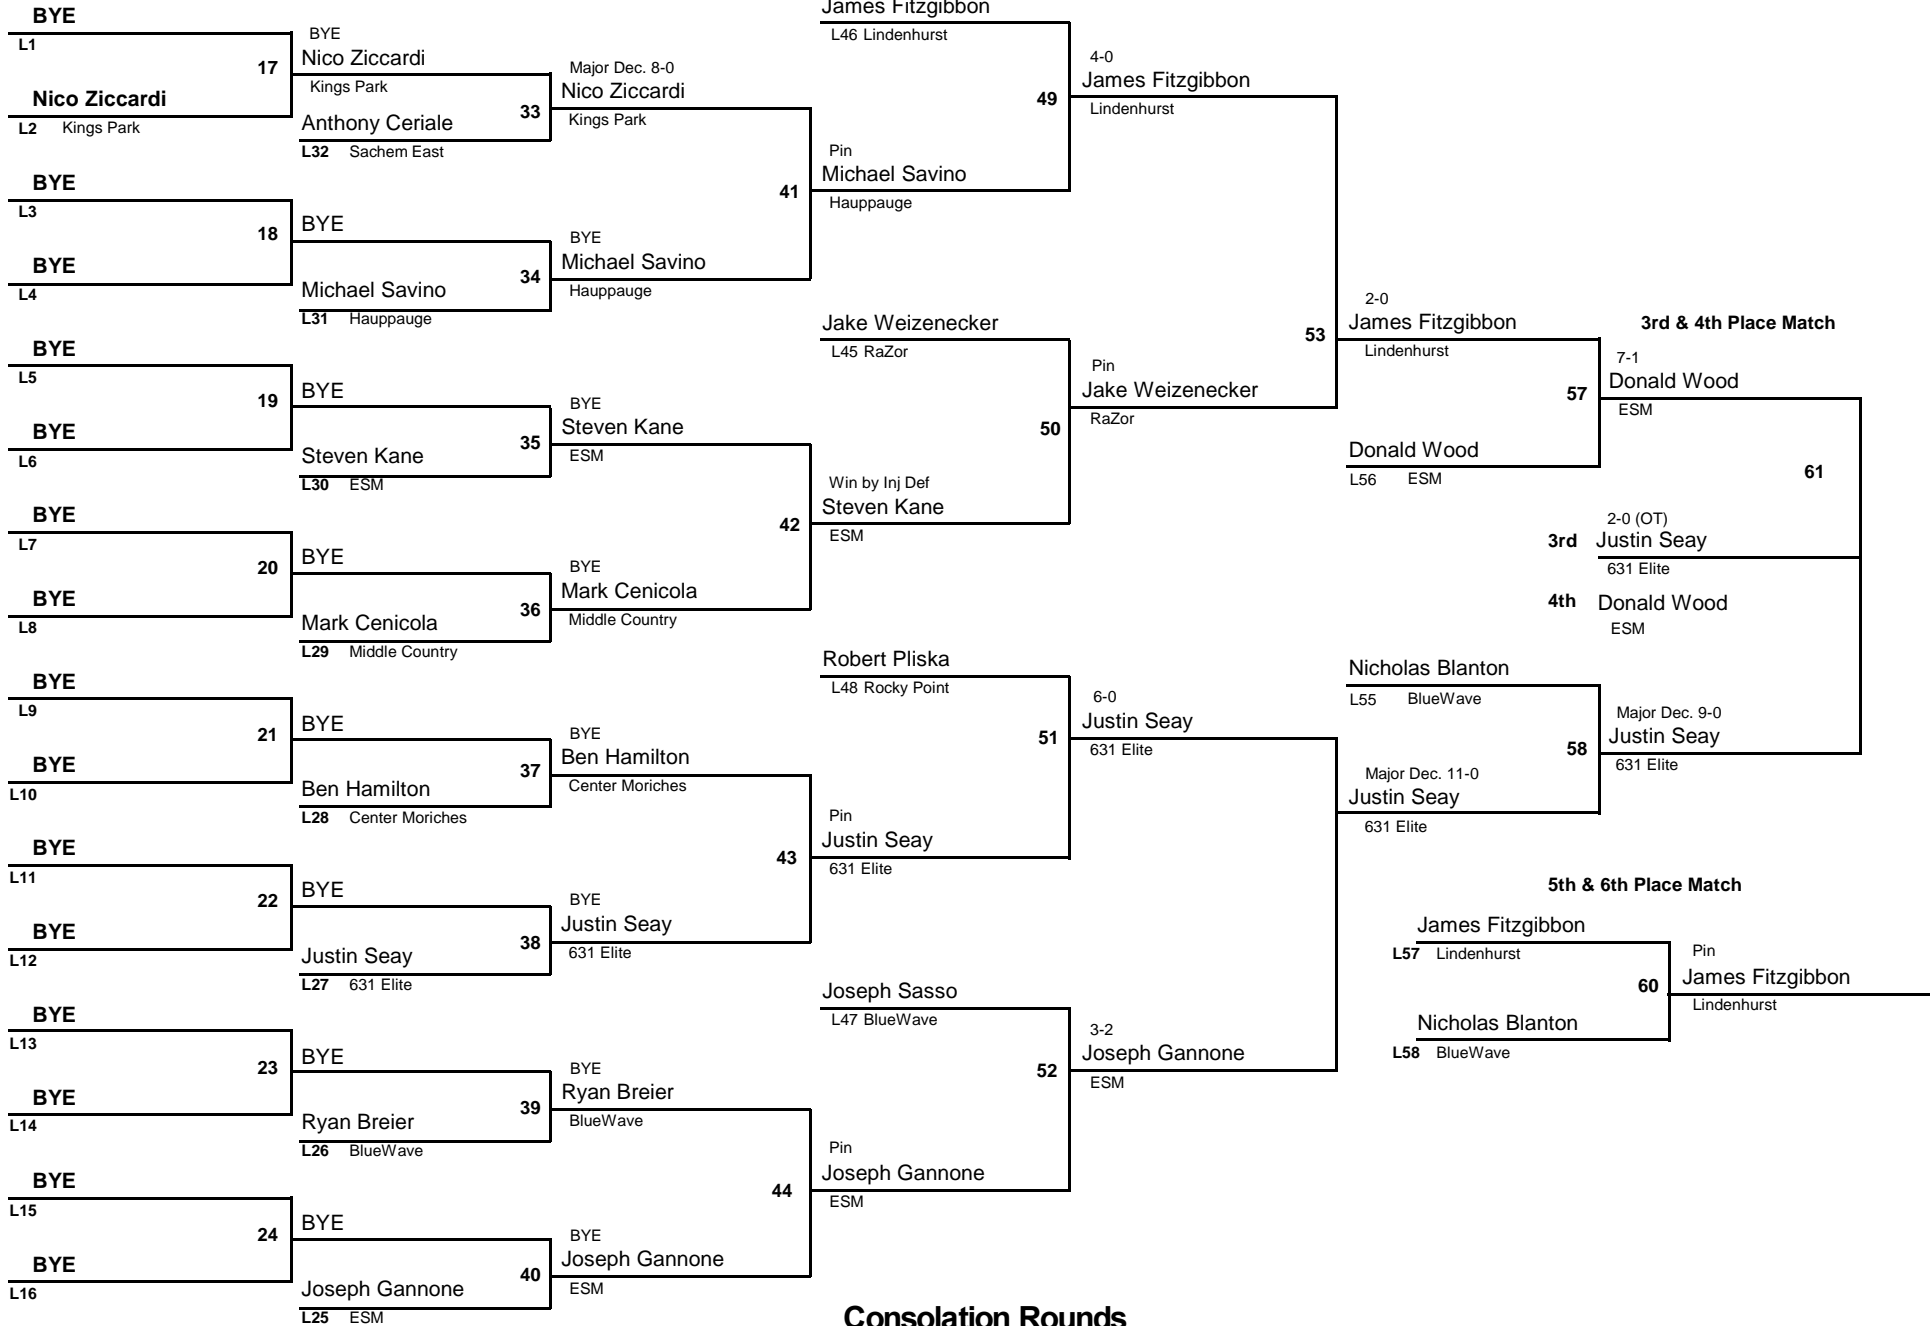 BYE
L1
17
Nico Ziccardi
L2 Kings Park
BYE
L3
18
BYE
L4
BYE
L5
19
BYE
L6
BYE
L7
20
BYE
L8
BYE
L9
21
BYE
L10
BYE
L11
22
BYE
L12
BYE
L13
23
BYE
L14
BYE
L15
24
BYE
L16
BYE
Nico Ziccardi
Kings Park
33
Anthony Ceriale
L32 Sachem East
BYE
34
Michael Savino
L31 Hauppauge
BYE
35
Steven Kane
L30 ESM
BYE
36
Mark Cenicola
L29 Middle Country
BYE
37
Ben Hamilton
L28 Center Moriches
BYE
38
Justin Seay
L27 631 Elite
BYE
39
Ryan Breier
L26 BlueWave
BYE
40
Joseph Gannone
L25 ESM
Major Dec. 8-0
Nico Ziccardi
Kings Park
41
BYE
Michael Savino
Hauppauge
BYE
Steven Kane
ESM
42
BYE
Mark Cenicola
Middle Country
BYE
Ben Hamilton
Center Moriches
43
BYE
Justin Seay
631 Elite
BYE
Ryan Breier
BlueWave
44
BYE
Joseph Gannone
ESM
James Fitzgibbon
L46 Lindenhurst
49
Pin
Michael Savino
Hauppauge
Jake Weizenecker
L45 RaZor
50
Win by Inj Def
Steven Kane
ESM
Robert Pliska
L48 Rocky Point
51
Pin
Justin Seay
631 Elite
Joseph Sasso
L47 BlueWave
52
Pin
Joseph Gannone
ESM
4-0
James Fitzgibbon
Lindenhurst
53
Pin
Jake Weizenecker
RaZor
6-0
Justin Seay
631 Elite
3-2
Joseph Gannone
ESM
2-0
James Fitzgibbon
Lindenhurst
57
Donald Wood
L56 ESM
Nicholas Blanton
L55 BlueWave
58
Major Dec. 11-0
Justin Seay
631 Elite
3rd & 4th Place Match
7-1
Donald Wood
ESM
61
2-0 (OT)
3rd Justin Seay
631 Elite
4th Donald Wood
ESM
Major Dec. 9-0
Justin Seay
631 Elite
5th & 6th Place Match
James Fitzgibbon
L57 Lindenhurst
60
Nicholas Blanton
L58 BlueWave
Pin
James Fitzgibbon
Lindenhurst
Consolation Rounds